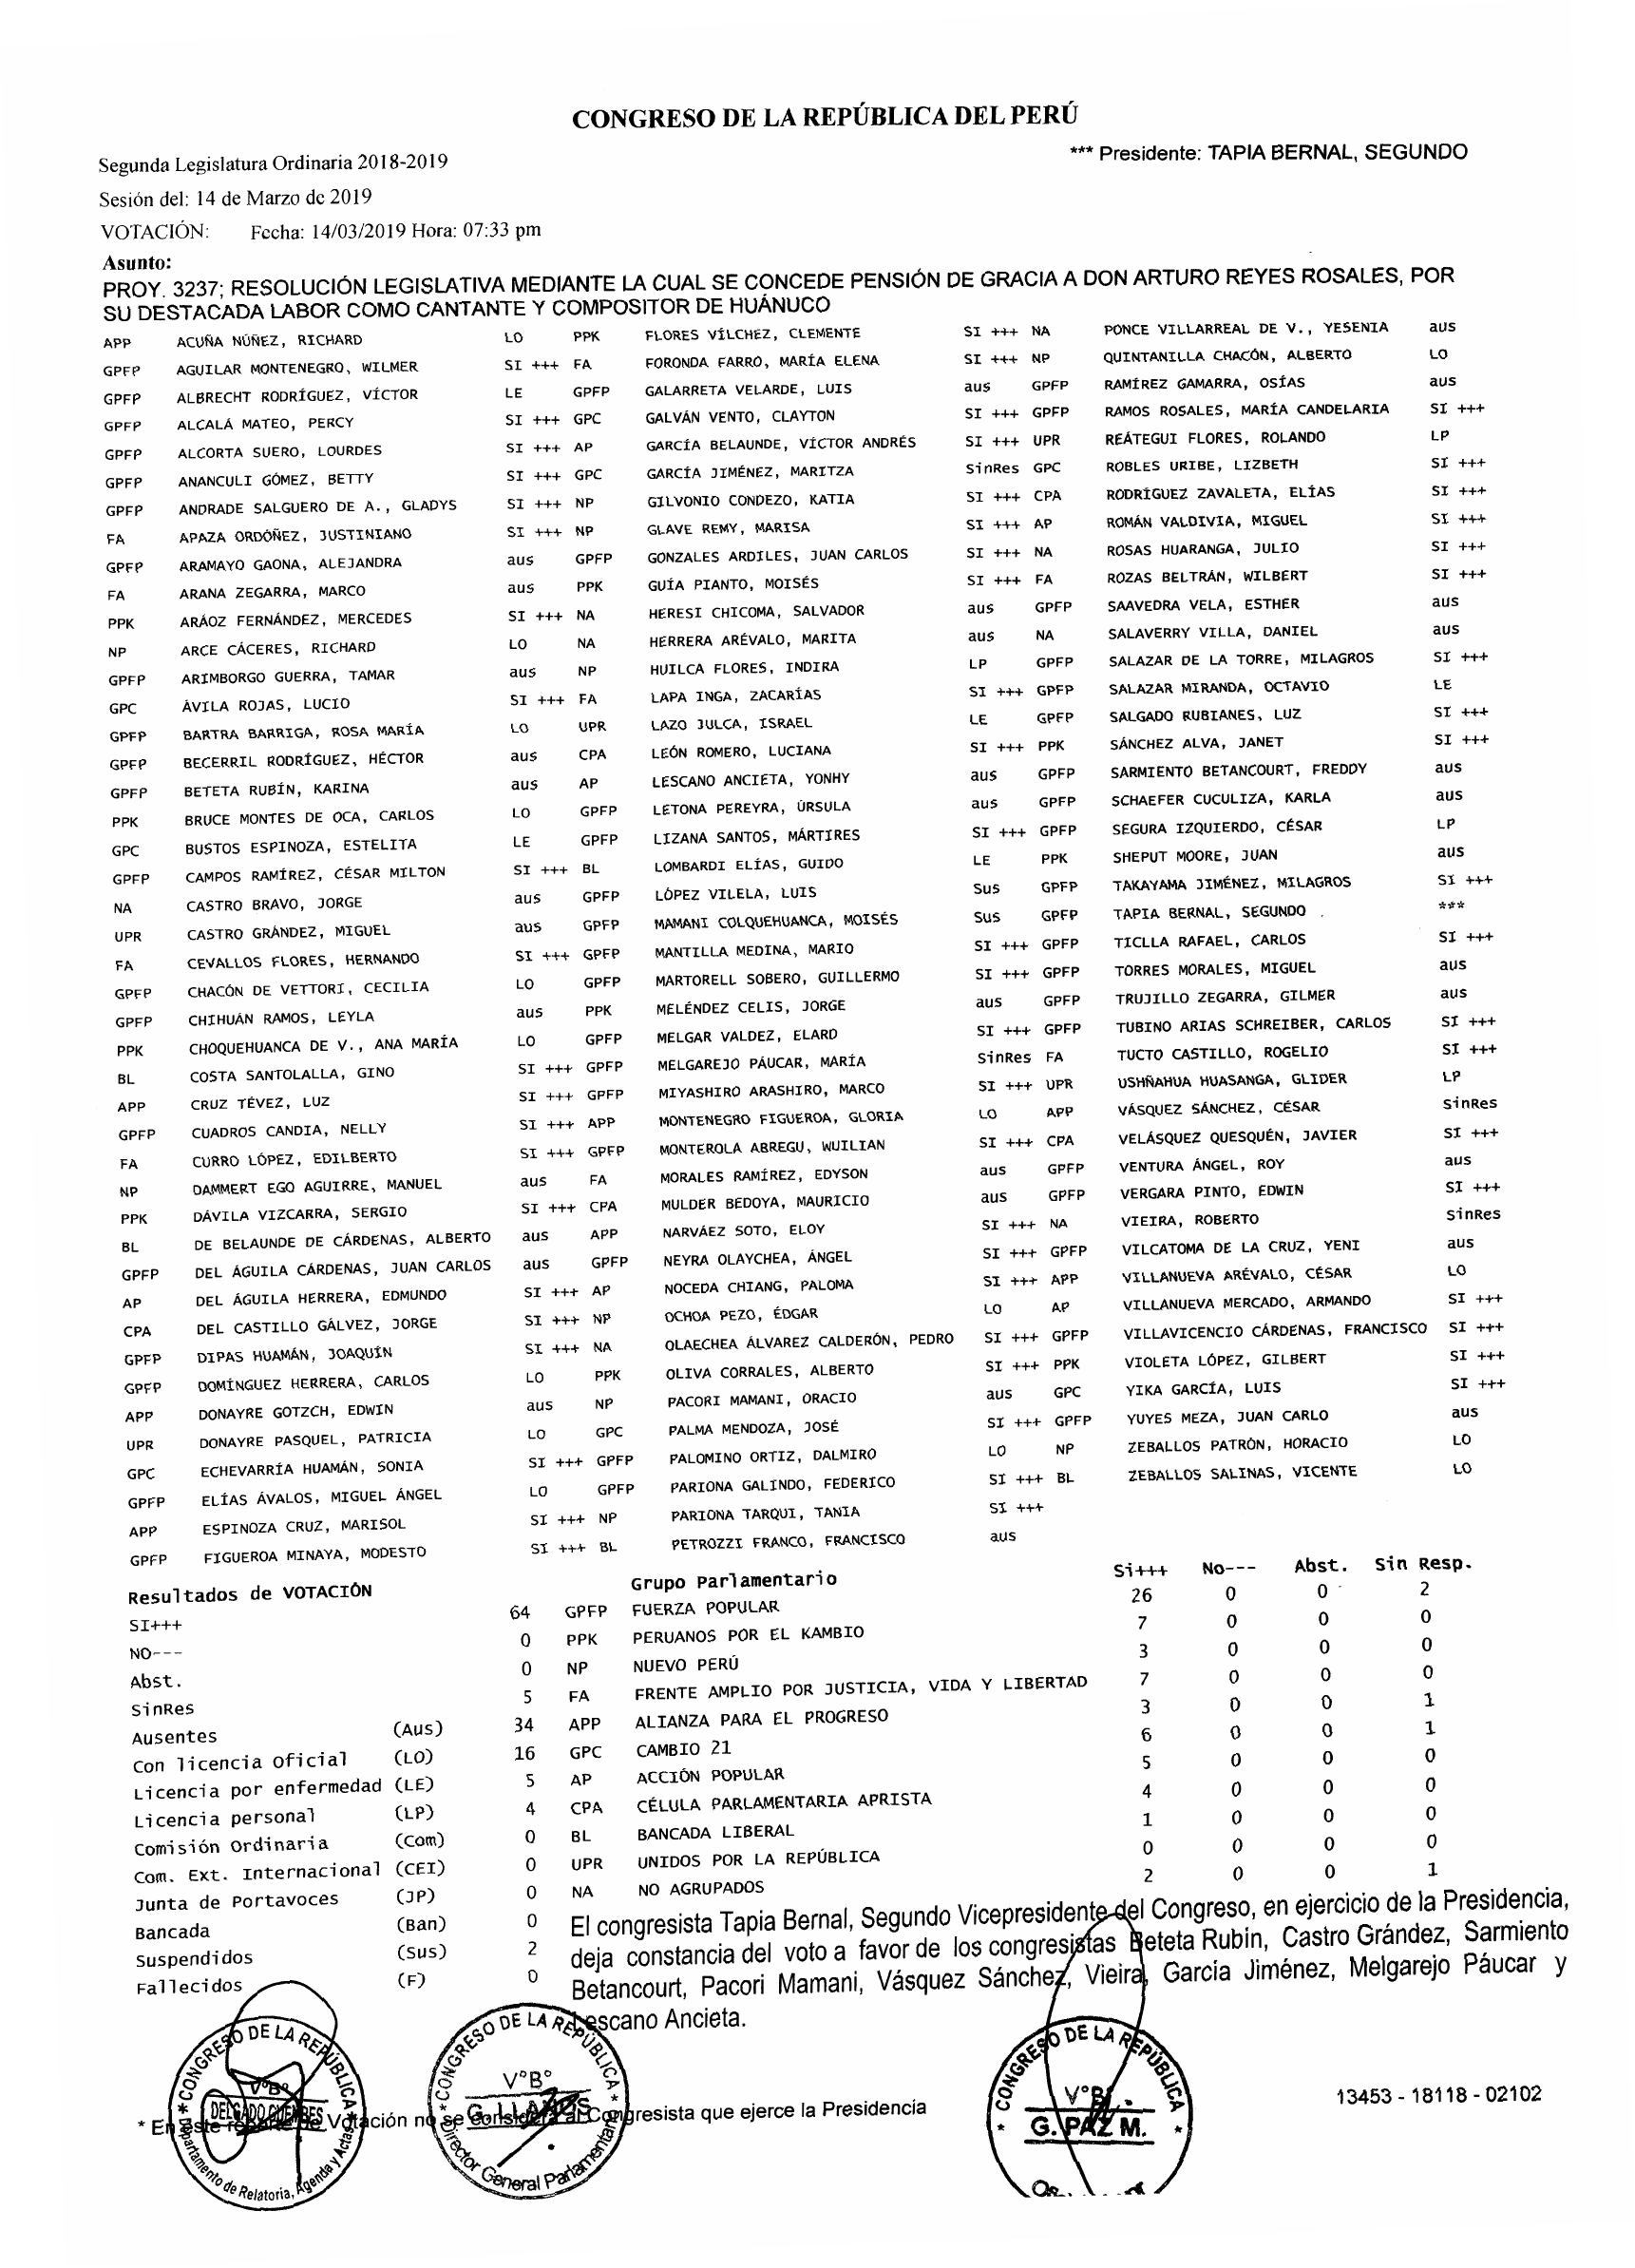 CONGRESO DE LA REPÚBLICA DEL PERÚ
Segunda Legislatura Ordinaria 2018-2019
*** Presidente: TAPIA BERNAL, SEGUNDO
Sesión del: 14 de Marzo de 2019
VOTACIÓN: Fecha: 14/03/2019 Hora: 07:33 pm
Asunto:
PROY. 3237; RESOLUCIÓN LEGISLATIVA MEDIANTE LA CUAL SE CONCEDE PENSIÓN DE GRACIA A DON ARTURO REYES ROSALES, POR
SU DESTACADA LABOR COMO CANTANTE Y COMPOSITOR DE HUÁNUCO
APP ACUÑA NÚÑEZ, RICHARD LO PPK FLORES VÍLCHEZ, CLEMENTE SI +++ NA PONCE VILLARREAL DE V., YESENIA aus
GPFP AGUILAR MONTENEGRO, WILMER SI +++ FA FORONDA FARRO, MARÍA ELENA SI +++ NP QUINTANILLA CHACÓN, ALBERTO LO
GPFP ALBRECHT RODRÍGUEZ, VÍCTOR LE GPFP GALARRETA VELARDE, LUIS aus GPFP RAMÍREZ GAMARRA, OSÍAS aus
GPFP ALCALÁ MATEO, PERCY SI +++ GPC GALVÁN VENTO, CLAYTON SI +++ GPFP RAMOS ROSALES, MARÍA CANDELARIA SI +++
GPFP ALCORTA SUERO, LOURDES SI +++ AP GARCÍA BELAUNDE, VÍCTOR ANDRÉS SI +++ UPR REÁTEGUI FLORES, ROLANDO LP
GPFP ANANCULI GÓMEZ, BETTY SI +++ GPC GARCÍA JIMÉNEZ, MARITZA SinRes GPC ROBLES URIBE, LIZBETH SI +++
GPFP ANDRADE SALGUERO DE A., GLADYS SI +++ NP GILVONIO CONDEZO, KATIA SI +++ CPA RODRÍGUEZ ZAVALETA, ELÍAS SI +++
FA APAZA ORDÓÑEZ, JUSTINIANO SI +++ NP GLAVE REMY, MARISA SI +++ AP ROMÁN VALDIVIA, MIGUEL SI +++
GPFP ARAMAYO GAONA, ALEJANDRA aus GPFP GONZALES ARDILES, JUAN CARLOS SI +++ NA ROSAS HUARANGA, JULIO SI +++
FA ARANA ZEGARRA, MARCO aus PPK GUÍA PIANTO, MOISÉS SI +++ FA ROZAS BELTRÁN, WILBERT SI +++
PPK ARÁOZ FERNÁNDEZ, MERCEDES SI +++ NA HERESI CHICOMA, SALVADOR aus GPFP SAAVEDRA VELA, ESTHER aus
NP ARCE CÁCERES, RICHARD LO NA HERRERA ARÉVALO, MARITA aus NA SALAVERRY VILLA, DANIEL aus
GPFP ARIMBORGO GUERRA, TAMAR aus NP HUILCA FLORES, INDIRA LP GPFP SALAZAR DE LA TORRE, MILAGROS SI +++
GPC ÁVILA ROJAS, LUCIO SI +++ FA LAPA INGA, ZACARÍAS SI +++ GPFP SALAZAR MIRANDA, OCTAVIO LE
GPFP BARTRA BARRIGA, ROSA MARÍA LO UPR LAZO JULCA, ISRAEL LE GPFP SALGADO RUBIANES, LUZ SI +++
GPFP BECERRIL RODRÍGUEZ, HÉCTOR aus CPA LEÓN ROMERO, LUCIANA SI +++ PPK SÁNCHEZ ALVA, JANET SI +++
GPFP BETETA RUBÍN, KARINA aus AP LESCANO ANCIETA, YONHY aus GPFP SARMIENTO BETANCOURT, FREDDY aus
PPK BRUCE MONTES DE OCA, CARLOS LO GPFP LETONA PEREYRA, ÚRSULA aus GPFP SCHAEFER CUCULIZA, KARLA aus
GPC BUSTOS ESPINOZA, ESTELITA LE GPFP LIZANA SANTOS, MÁRTIRES SI +++ GPFP SEGURA IZQUIERDO, CÉSAR LP
GPFP CAMPOS RAMÍREZ, CÉSAR MILTON SI +++ BL LOMBARDI ELÍAS, GUIDO LE PPK SHEPUT MOORE, JUAN aus
NA CASTRO BRAVO, JORGE aus GPFP LÓPEZ VILELA, LUIS Sus GPFP TAKAYAMA JIMÉNEZ, MILAGROS SI +++
UPR CASTRO GRÁNDEZ, MIGUEL aus GPFP MAMANI COLQUEHUANCA, MOISÉS Sus GPFP TAPIA BERNAL, SEGUNDO ***
FA CEVALLOS FLORES, HERNANDO SI +++ GPFP MANTILLA MEDINA, MARIO SI +++ GPFP TICLLA RAFAEL, CARLOS SI +++
GPFP CHACÓN DE VETTORI, CECILIA LO GPFP MARTORELL SOBERO, GUILLERMO SI +++ GPFP TORRES MORALES, MIGUEL aus
GPFP CHIHUÁN RAMOS, LEYLA aus PPK MELÉNDEZ CELIS, JORGE aus GPFP TRUJILLO ZEGARRA, GILMER aus
PPK CHOQUEHUANCA DE V., ANA MARÍA LO GPFP MELGAR VALDEZ, ELARD SI +++ GPFP TUBINO ARIAS SCHREIBER, CARLOS SI +++
BL COSTA SANTOLALLA, GINO SI +++ GPFP MELGAREJO PÁUCAR, MARÍA SinRes FA TUCTO CASTILLO, ROGELIO SI +++
APP CRUZ TÉVEZ, LUZ SI +++ GPFP MIYASHIRO ARASHIRO, MARCO SI +++ UPR USHÑAHUA HUASANGA, GLIDER LP
GPFP CUADROS CANDIA, NELLY SI +++ APP MONTENEGRO FIGUEROA, GLORIA LO APP VÁSQUEZ SÁNCHEZ, CÉSAR SinRes
FA CURRO LÓPEZ, EDILBERTO SI +++ GPFP MONTEROLA ABREGU, WUILIAN SI +++ CPA VELÁSQUEZ QUESQUÉN, JAVIER SI +++
NP DAMMERT EGO AGUIRRE, MANUEL aus FA MORALES RAMÍREZ, EDYSON aus GPFP VENTURA ÁNGEL, ROY aus
PPK DÁVILA VIZCARRA, SERGIO SI +++ CPA MULDER BEDOYA, MAURICIO aus GPFP VERGARA PINTO, EDWIN SI +++
BL DE BELAUNDE DE CÁRDENAS, ALBERTO aus APP NARVÁEZ SOTO, ELOY SI +++ NA VIEIRA, ROBERTO SinRes
GPFP DEL ÁGUILA CÁRDENAS, JUAN CARLOS aus GPFP NEYRA OLAYCHEA, ÁNGEL SI +++ GPFP VILCATOMA DE LA CRUZ, YENI aus
AP DEL ÁGUILA HERRERA, EDMUNDO SI +++ AP NOCEDA CHIANG, PALOMA SI +++ APP VILLANUEVA ARÉVALO, CÉSAR LO
CPA DEL CASTILLO GÁLVEZ, JORGE SI +++ NP OCHOA PEZO, ÉDGAR LO AP VILLANUEVA MERCADO, ARMANDO SI +++
GPFP DIPAS HUAMÁN, JOAQUÍN SI +++ NA OLAECHEA ÁLVAREZ CALDERÓN, PEDRO SI +++ GPFP VILLAVICENCIO CÁRDENAS, FRANCISCO SI +++
GPFP DOMÍNGUEZ HERRERA, CARLOS LO PPK OLIVA CORRALES, ALBERTO SI +++ PPK VIOLETA LÓPEZ, GILBERT SI +++
APP DONAYRE GOTZCH, EDWIN aus NP PACORI MAMANI, ORACIO aus GPC YIKA GARCÍA, LUIS SI +++
UPR DONAYRE PASQUEL, PATRICIA LO GPC PALMA MENDOZA, JOSÉ SI +++ GPFP YUYES MEZA, JUAN CARLO aus
GPC ECHEVARRÍA HUAMÁN, SONIA SI +++ GPFP PALOMINO ORTIZ, DALMIRO LO NP ZEBALLOS PATRÓN, HORACIO LO
GPFP ELÍAS ÁVALOS, MIGUEL ÁNGEL LO GPFP PARIONA GALINDO, FEDERICO SI +++ BL ZEBALLOS SALINAS, VICENTE LO
APP ESPINOZA CRUZ, MARISOL SI +++ NP PARIONA TARQUI, TANIA SI +++
GPFP FIGUEROA MINAYA, MODESTO SI +++ BL PETROZZI FRANCO, FRANCISCO aus
Resultados de VOTACIÓN Grupo Parlamentario Si+++ No--- Abst. Sin Resp.
SI+++ 64 GPFP FUERZA POPULAR 26 0 0 2
NO--- 0 PPK PERUANOS POR EL KAMBIO 7 0 0 0
Abst. 0 NP NUEVO PERÚ 3 0 0 0
SinRes 5 FA FRENTE AMPLIO POR JUSTICIA, VIDA Y LIBERTAD 7 0 0 0
Ausentes (Aus) 34 APP ALIANZA PARA EL PROGRESO 3 0 0 1
Con licencia Oficial (LO) 16 GPC CAMBIO 21 6 0 0 1
Licencia por enfermedad (LE) 5 AP ACCIÓN POPULAR 5 0 0 0
Licencia personal (LP) 4 CPA CÉLULA PARLAMENTARIA APRISTA 4 0 0 0
Comisión Ordinaria (Com) 0 BL BANCADA LIBERAL 1 0 0 0
Com. Ext. Internacional (CEI) 0 UPR UNIDOS POR LA REPÚBLICA 0 0 0 0
Junta de Portavoces (JP) 0 NA NO AGRUPADOS 2 0 0 1
Bancada (Ban) 0
Suspendidos (Sus) 2
Fallecidos (F) 0
El congresista Tapia Bernal, Segundo Vicepresidente del Congreso, en ejercicio de la Presidencia,
deja constancia del voto a favor de los congresistas Beteta Rubin, Castro Grández, Sarmiento
Betancourt, Pacori Mamani, Vásquez Sánchez, Vieira, García Jiménez, Melgarejo Páucar y
Lescano Ancieta.
* CONGRESO DE LA REPÚBLICA *
V°B°
DELGADO
Departamento de Relatoria, Agenda y Actas
* CONGRESO DE LA REPÚBLICA *
V°B°
G. LLANOS
Director General Parlamentario
* CONGRESO DE LA REPÚBLICA *
V°B°
G. PAZ M.
* En este reporte de Votación no se considera al Congresista que ejerce la Presidencia
13453 - 18118 - 02102